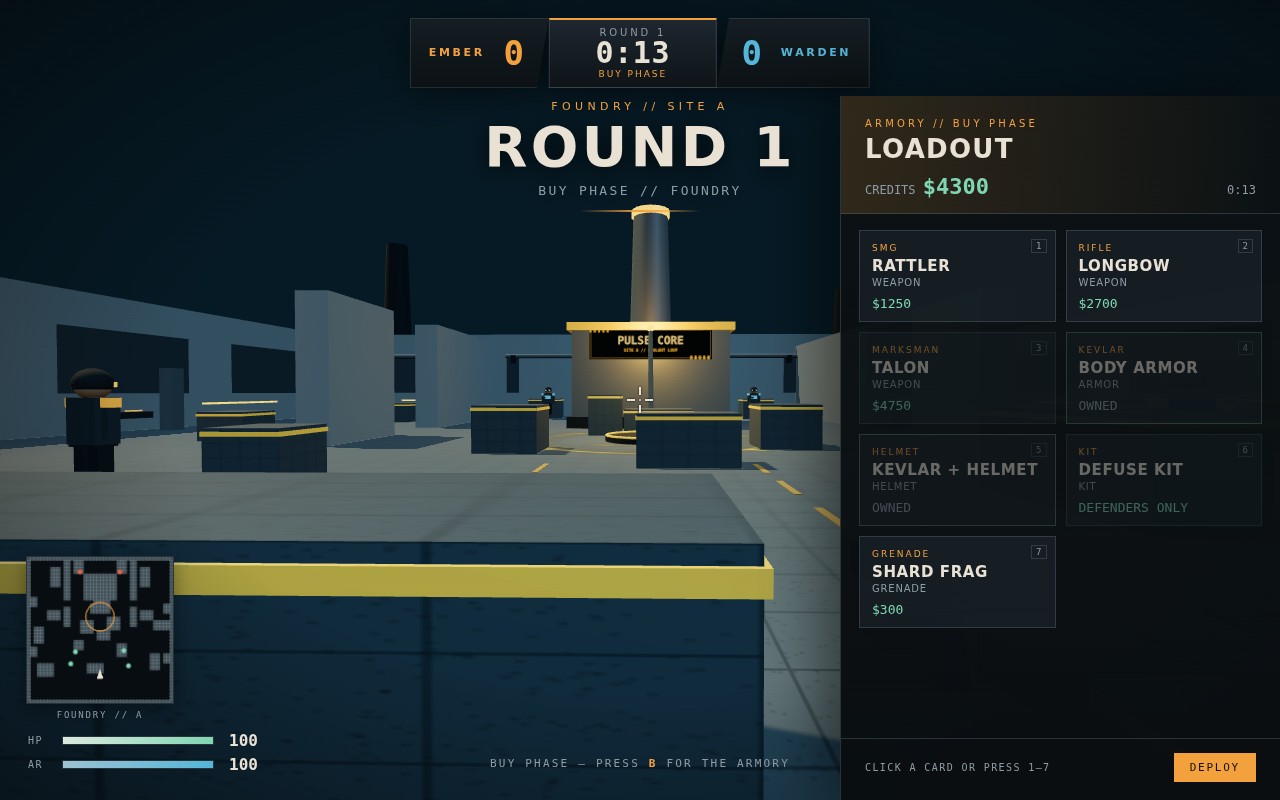 EMBER 0
ROUND 1
0:13
BUY PHASE
0 WARDEN
FOUNDRY // SITE A
ROUND 1
BUY PHASE // FOUNDRY
PULSE CORE
ARMORY // BUY PHASE
LOADOUT
CREDITS $4300
0:13
SMG 1
RATTLER
WEAPON
$1250
RIFLE 2
LONGBOW
WEAPON
$2700
MARKSMAN 3
TALON
WEAPON
$4750
KEVLAR 4
BODY ARMOR
ARMOR
OWNED
HELMET 5
KEVLAR + HELMET
HELMET
OWNED
KIT 6
DEFUSE KIT
KIT
DEFENDERS ONLY
GRENADE 7
SHARD FRAG
GRENADE
$300
FOUNDRY // A
HP 100
AR 100
BUY PHASE — PRESS B FOR THE ARMORY
CLICK A CARD OR PRESS 1–7
DEPLOY